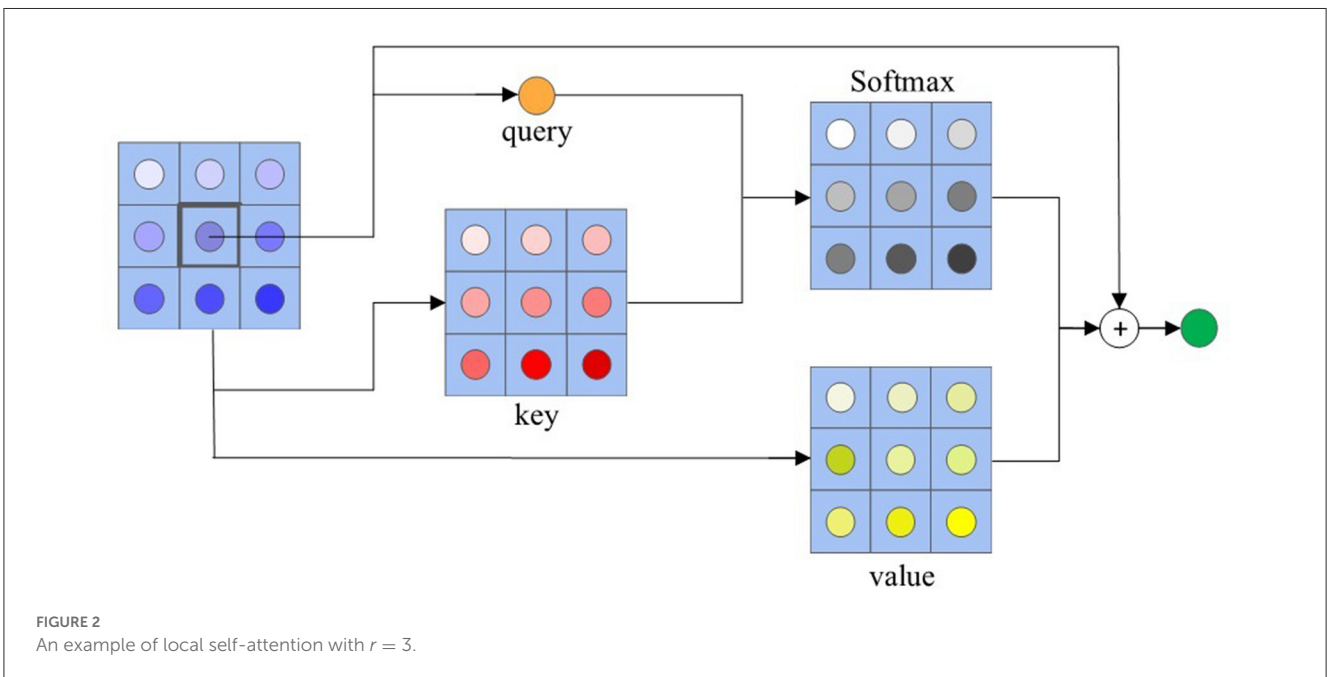 Softmax
query
key
+
value
FIGURE 2
An example of local self-attention with r = 3.